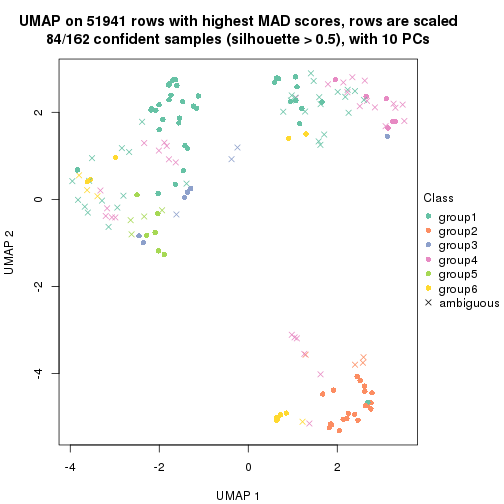 UMAP on 51941 rows with highest MAD scores, rows are scaled
84/162 confident samples (silhouette > 0.5), with 10 PCs
2
0
-2
-4
UMAP 2
-4
-2
0
2
UMAP 1
Class
group1
group2
group3
group4
group5
group6
ambiguous